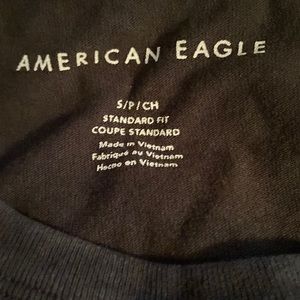 AMERICAN EAGLE
S/P/CH
STANDARD FIT
COUPE STANDARD
Made in Vietnam
Fabriqué au Vietnam
Hecho en Vietnam